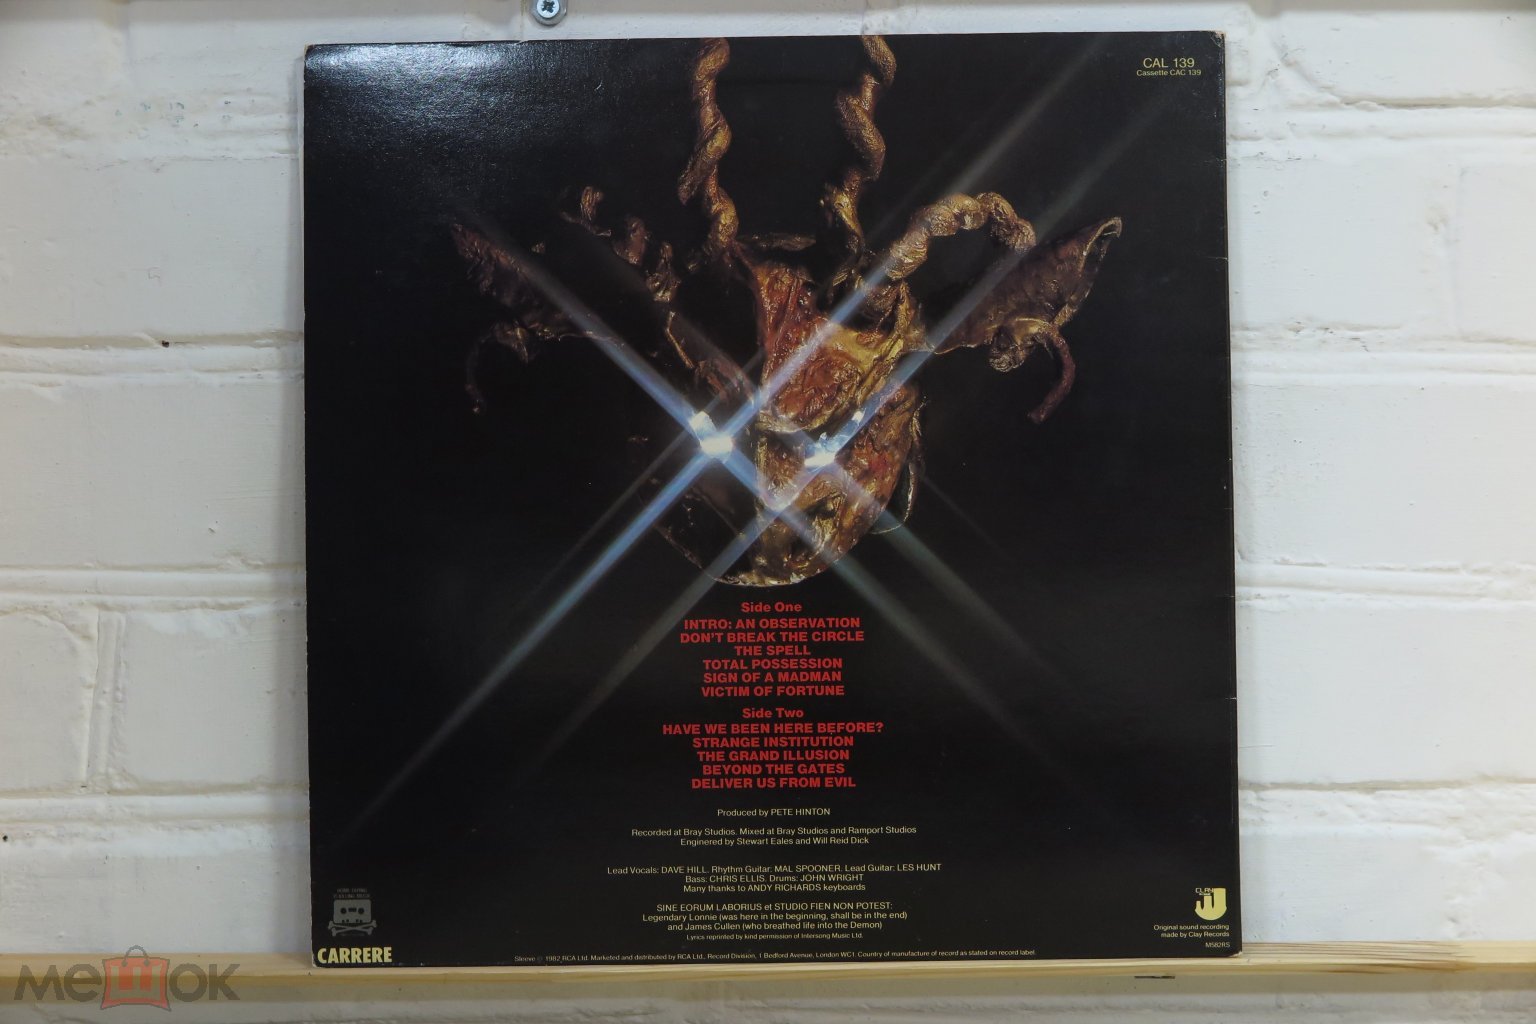 CAL 139
Cassette CAC 139
Side One
INTRO: AN OBSERVATION
DON'T BREAK THE CIRCLE
THE SPELL
TOTAL POSSESSION
SIGN OF A MADMAN
VICTIM OF FORTUNE
Side Two
HAVE WE BEEN HERE BEFORE?
STRANGE INSTITUTION
THE GRAND ILLUSION
BEYOND THE GATES
DELIVER US FROM EVIL
Produced by PETE HINTON
Recorded at Bray Studios. Mixed at Bray Studios and Ramport Studios
Enginered by Stewart Eales and Will Reid Dick
Lead Vocals: DAVE HILL. Rhythm Guitar: MAL SPOONER. Lead Guitar: LES HUNT
Bass: CHRIS ELLIS. Drums: JOHN WRIGHT
Many thanks to ANDY RICHARDS keyboards
SINE EORUM LABORIUS et STUDIO FIEN NON POTEST:
Legendary Lonnie (was here in the beginning, shall be in the end)
and James Cullen (who breathed life into the Demon)
Lyrics reprinted by kind permission of Intersong Music Ltd.
HOME TAPING
IS KILLING MUSIC
CARRERE
Sleeve © 1982 RCA Ltd. Marketed and distributed by RCA Ltd., Record Division, 1 Bedford Avenue, London WC1. Country of manufacture of record as stated on record label.
CLAY
Original sound recording
made by Clay Records
M582RS
МЕШОК